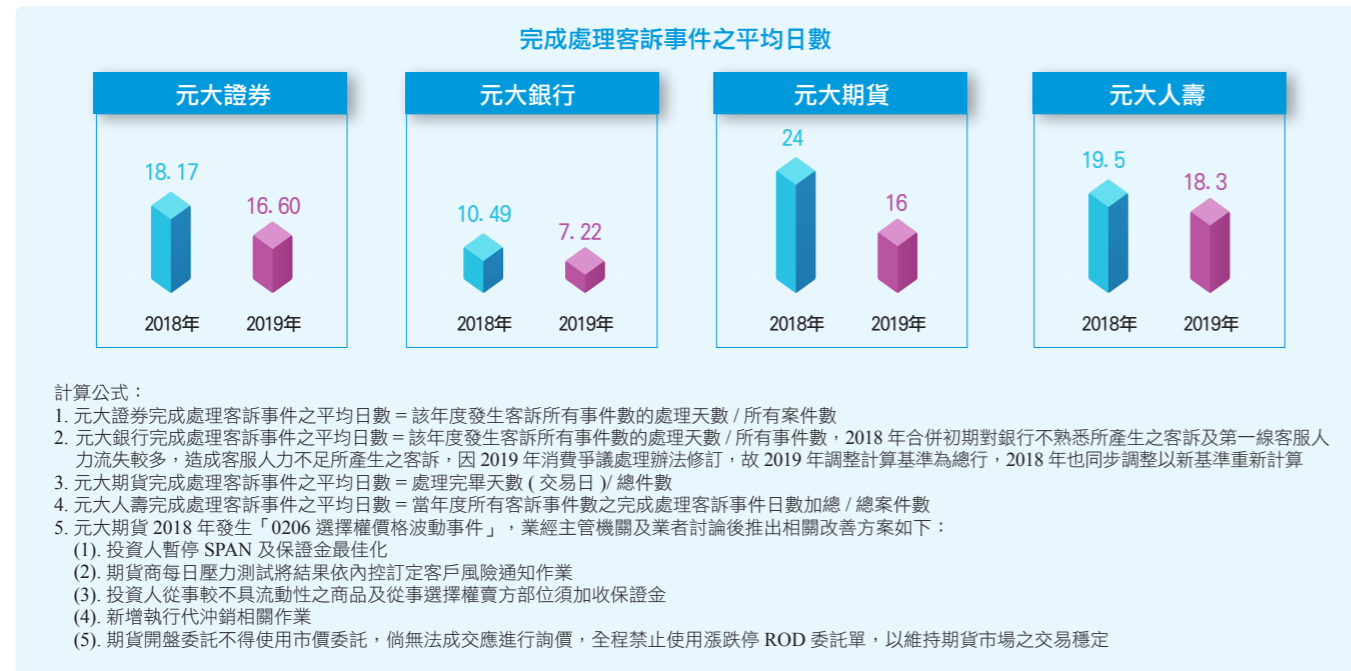 完成處理客訴事件之平均日數
元大證券
18.17
16.60
2018年 2019年
元大銀行
10.49
7.22
2018年 2019年
元大期貨
24
16
2018年 2019年
元大人壽
19.5
18.3
2018年 2019年
計算公式：
1. 元大證券完成處理客訴事件之平均日數 = 該年度發生客訴所有事件數的處理天數 / 所有案件數
2. 元大銀行完成處理客訴事件之平均日數 = 該年度發生客訴所有事件數的處理天數 / 所有事件數，2018 年合併初期對銀行不熟悉所產生之客訴及第一線客服人
力流失較多，造成客服人力不足所產生之客訴，因 2019 年消費爭議處理辦法修訂，故 2019 年調整計算基準為總行，2018 年也同步調整以新基準重新計算
3. 元大期貨完成處理客訴事件之平均日數 = 處理完畢天數 ( 交易日 )/ 總件數
4. 元大人壽完成處理客訴事件之平均日數 = 當年度所有客訴事件數之完成處理客訴事件日數加總 / 總案件數
5. 元大期貨 2018 年發生「0206 選擇權價格波動事件」，業經主管機關及業者討論後推出相關改善方案如下：
(1). 投資人暫停 SPAN 及保證金最佳化
(2). 期貨商每日壓力測試將結果依內控訂定客戶風險通知作業
(3). 投資人從事較不具流動性之商品及從事選擇權賣方部位須加收保證金
(4). 新增執行代沖銷相關作業
(5). 期貨開盤委託不得使用市價委託，倘無法成交應進行詢價，全程禁止使用漲跌停 ROD 委託單，以維持期貨市場之交易穩定